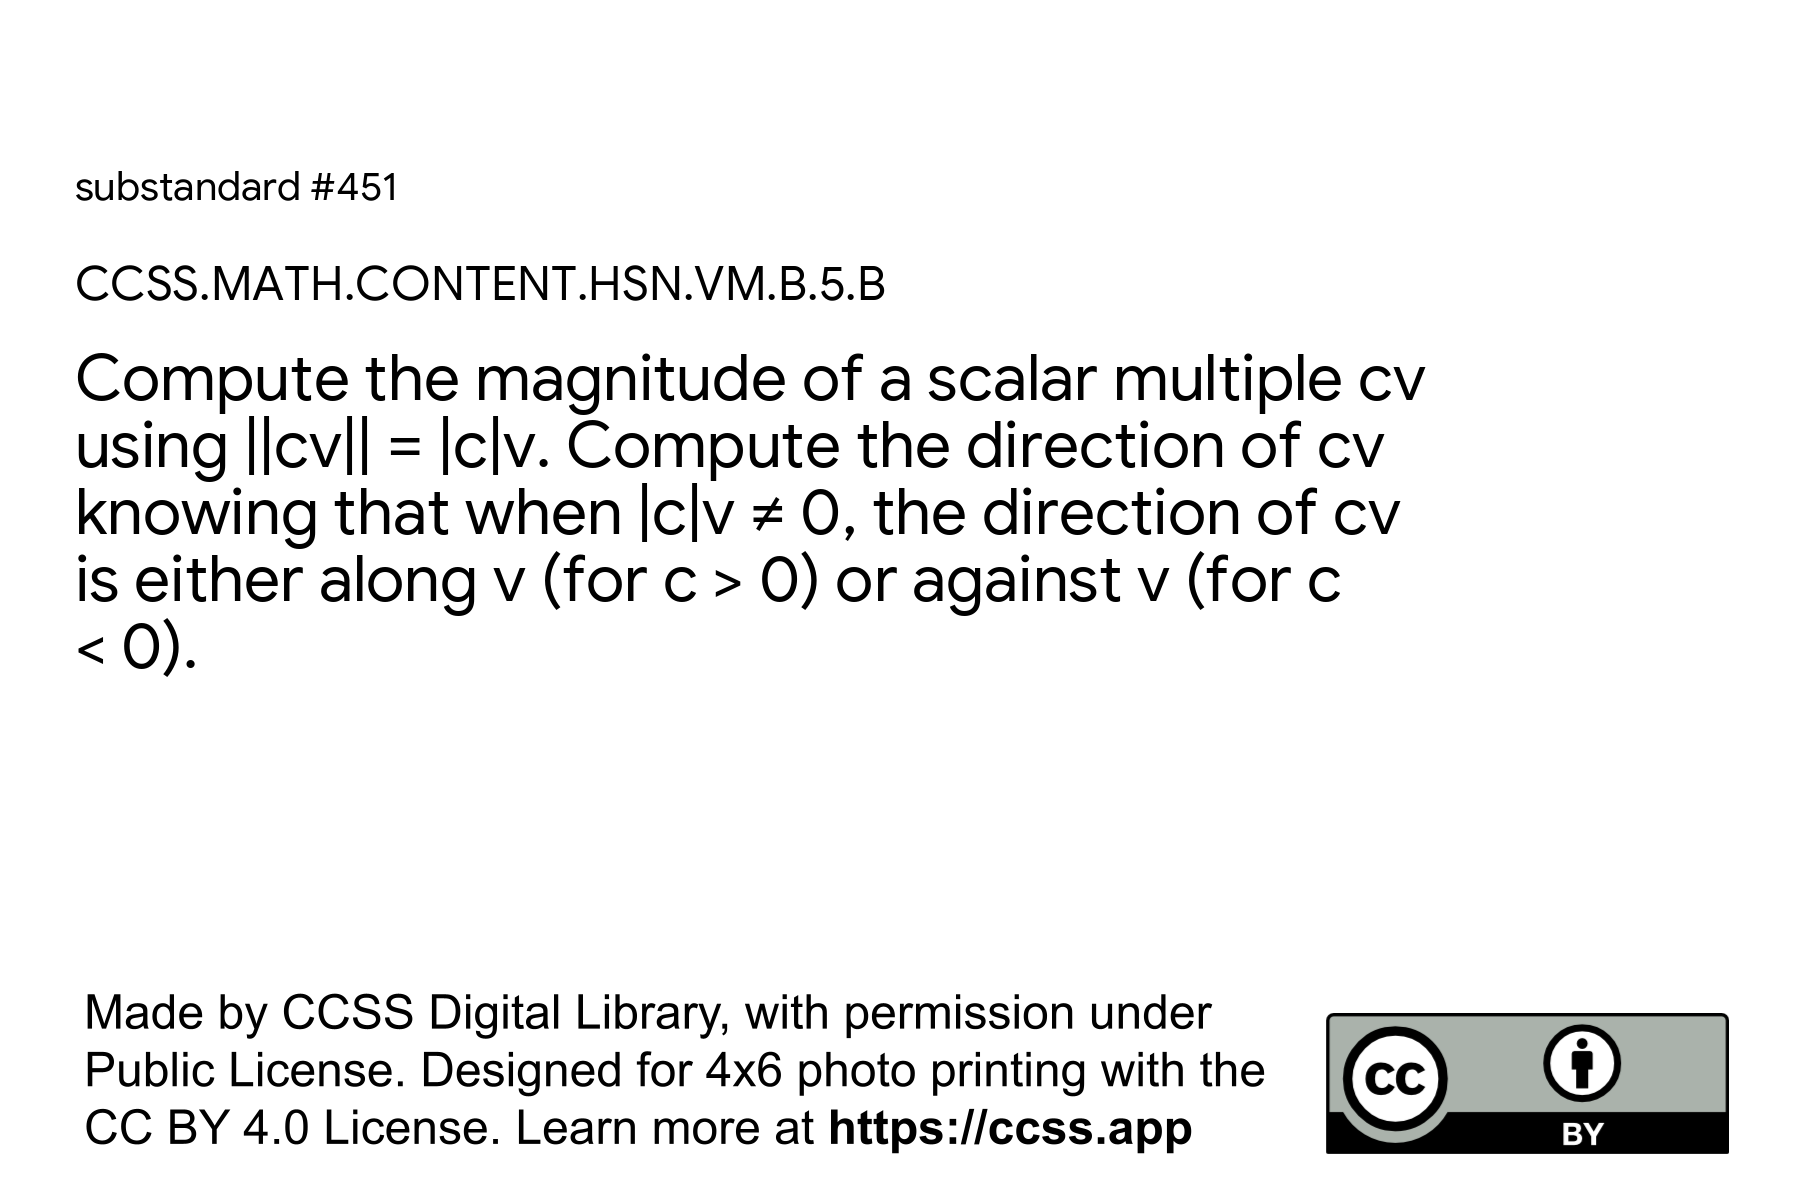 substandard #451
CCSS.MATH.CONTENT.HSN.VM.B.5.B
Compute the magnitude of a scalar multiple cv
using ||cv|| = |c|v. Compute the direction of cv
knowing that when |c|v ≠ 0, the direction of cv
is either along v (for c > 0) or against v (for c
< 0).
Made by CCSS Digital Library, with permission under
Public License. Designed for 4x6 photo printing with the
CC BY 4.0 License. Learn more at https://ccss.app
cc
BY